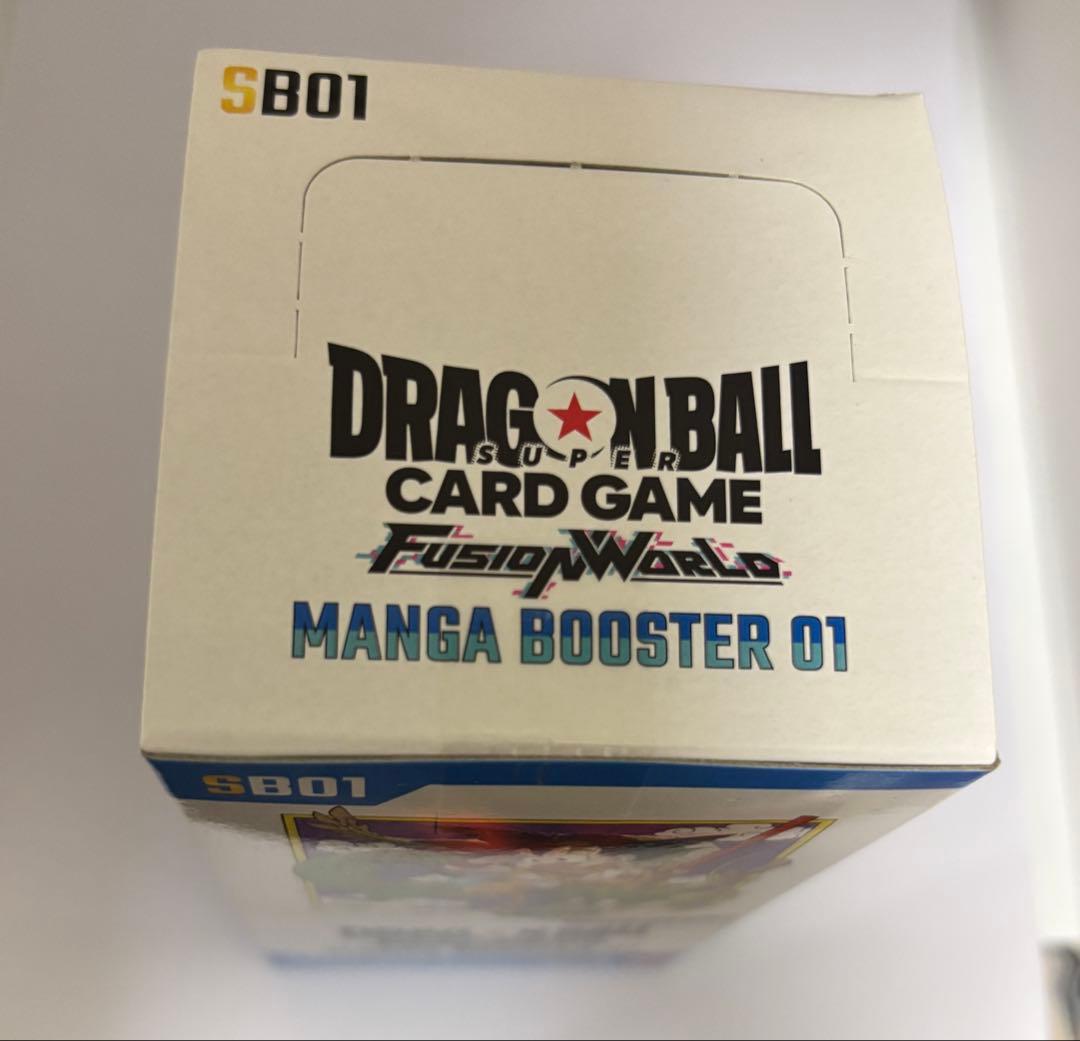 SB01
DRAGON BALL
SUPER
CARD GAME
FUSION WORLD
MANGA BOOSTER 01
SB01